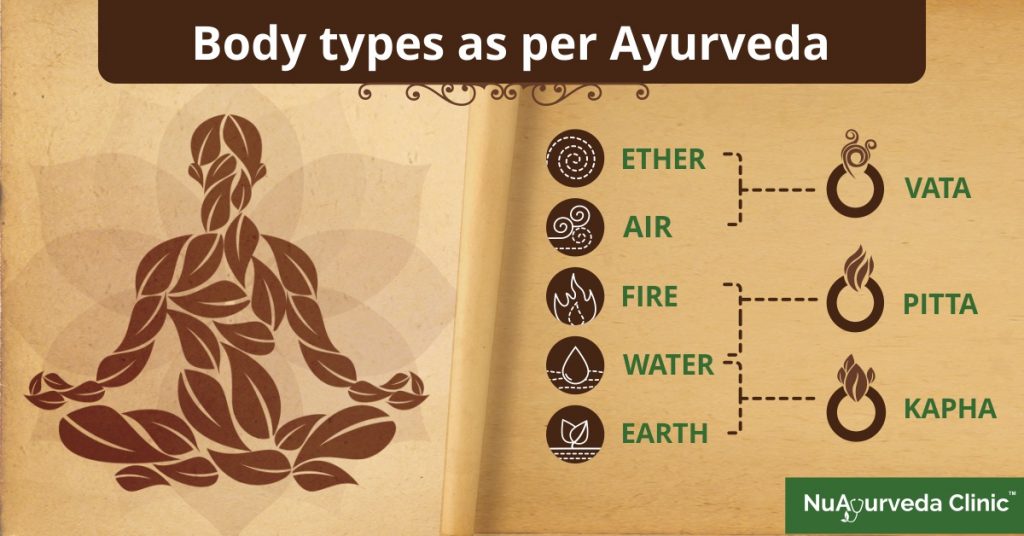 Body types as per Ayurveda
ETHER
AIR
FIRE
WATER
EARTH
VATA
PITTA
KAPHA
NuAyurveda Clinic™